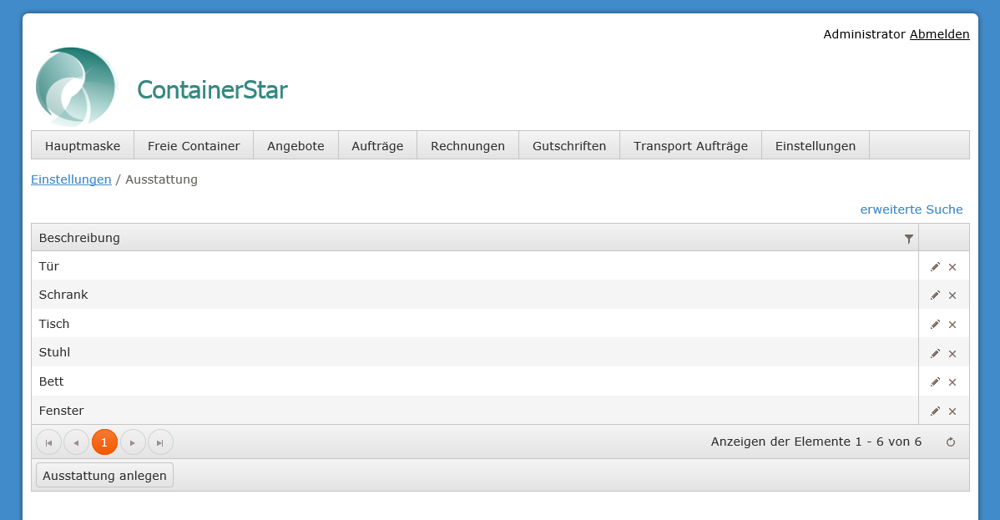 Administrator Abmelden
ContainerStar
Hauptmaske Freie Container Angebote Aufträge Rechnungen Gutschriften Transport Aufträge Einstellungen
Einstellungen / Ausstattung
erweiterte Suche
Beschreibung
Tür
Schrank
Tisch
Stuhl
Bett
Fenster
1 Anzeigen der Elemente 1 - 6 von 6
Ausstattung anlegen